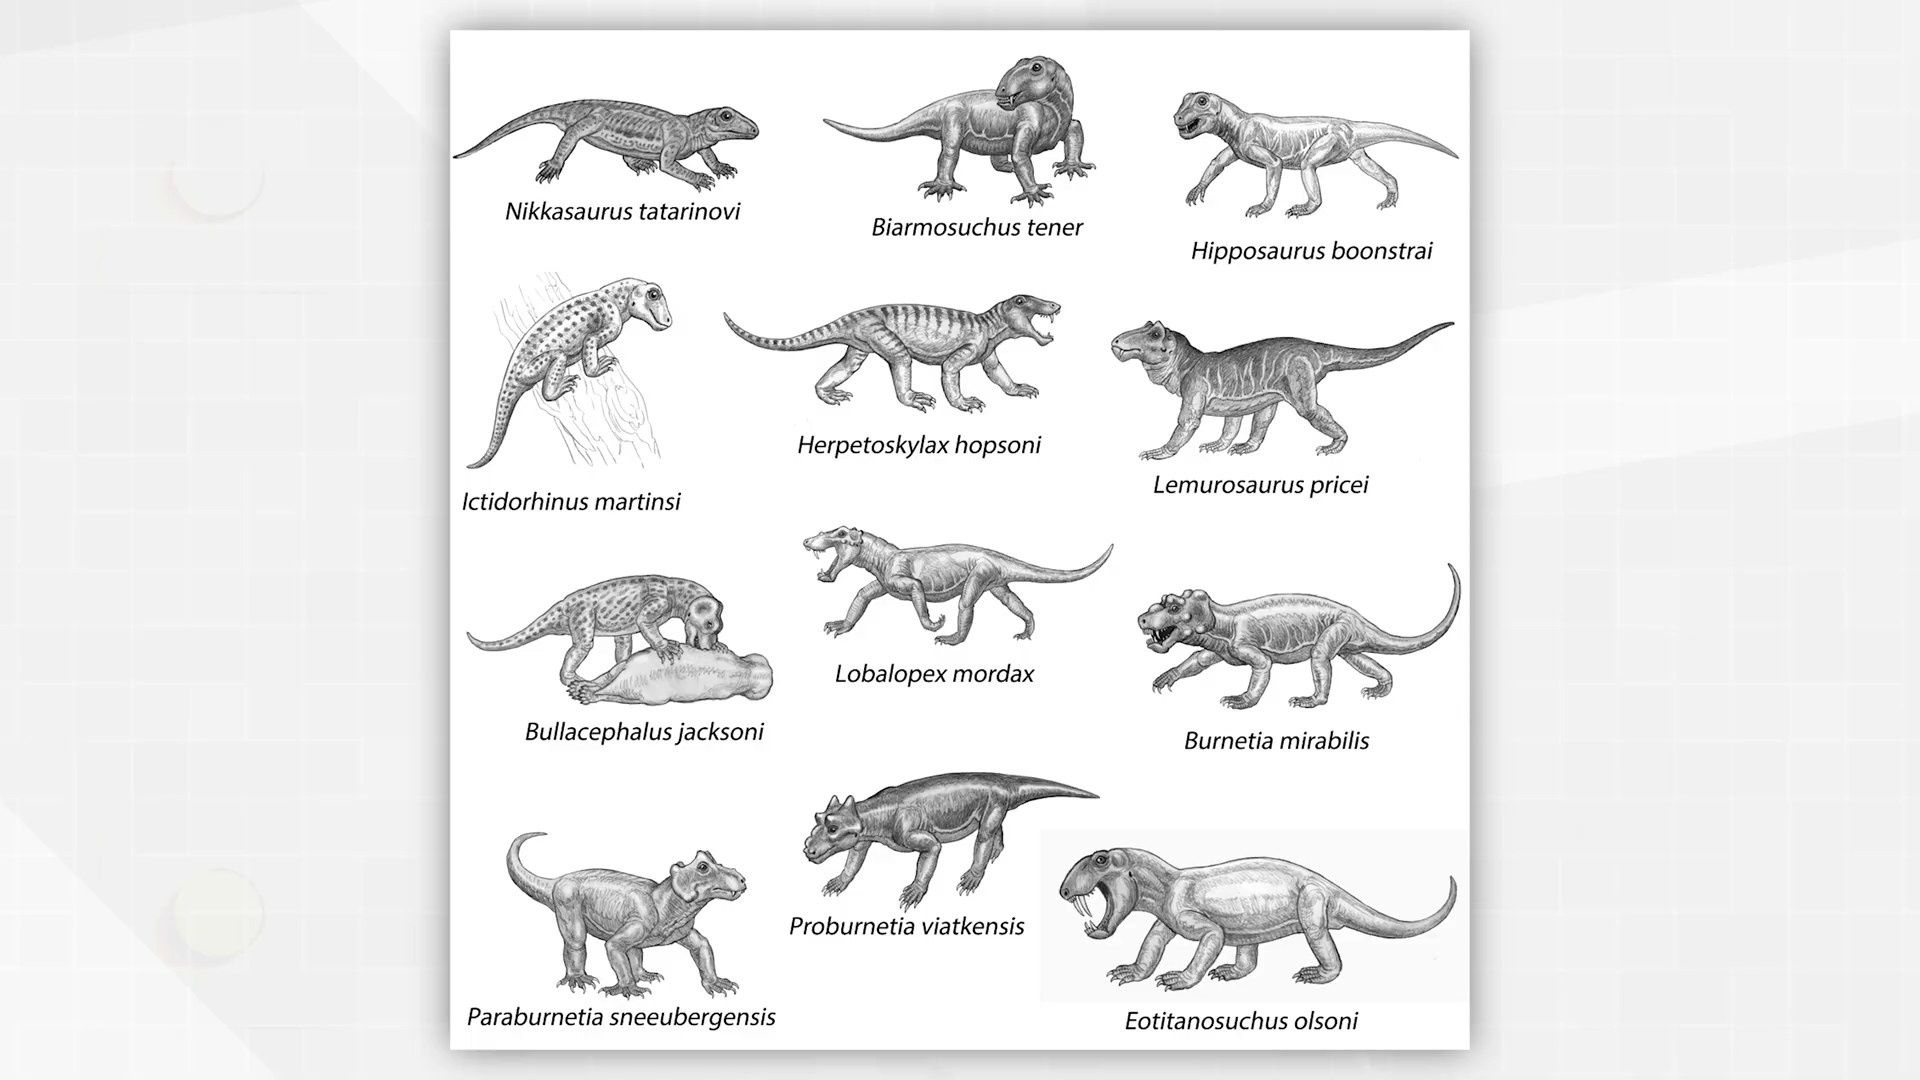 Nikkasaurus tatarinovi
Biarmosuchus tener
Hipposaurus boonstrai
Ictidorhinus martinsi
Herpetoskylax hopsoni
Lemurosaurus pricei
Bullacephalus jacksoni
Lobalopex mordax
Burnetia mirabilis
Paraburnetia sneeubergensis
Proburnetia viatkensis
Eotitanosuchus olsoni